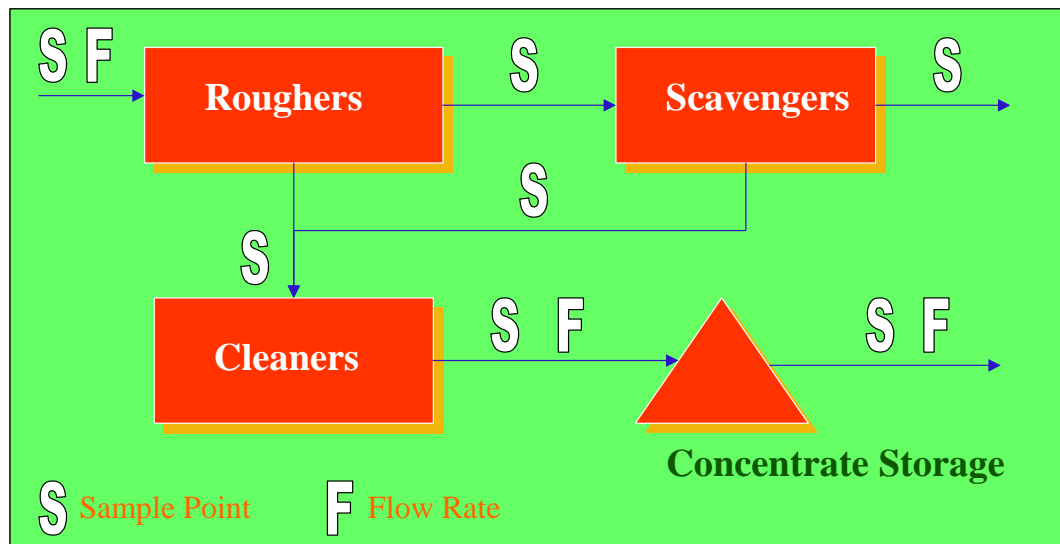 S F
S
S
Roughers
Scavengers
S
S
Cleaners
S F
S F
Concentrate Storage
S Sample Point
F Flow Rate